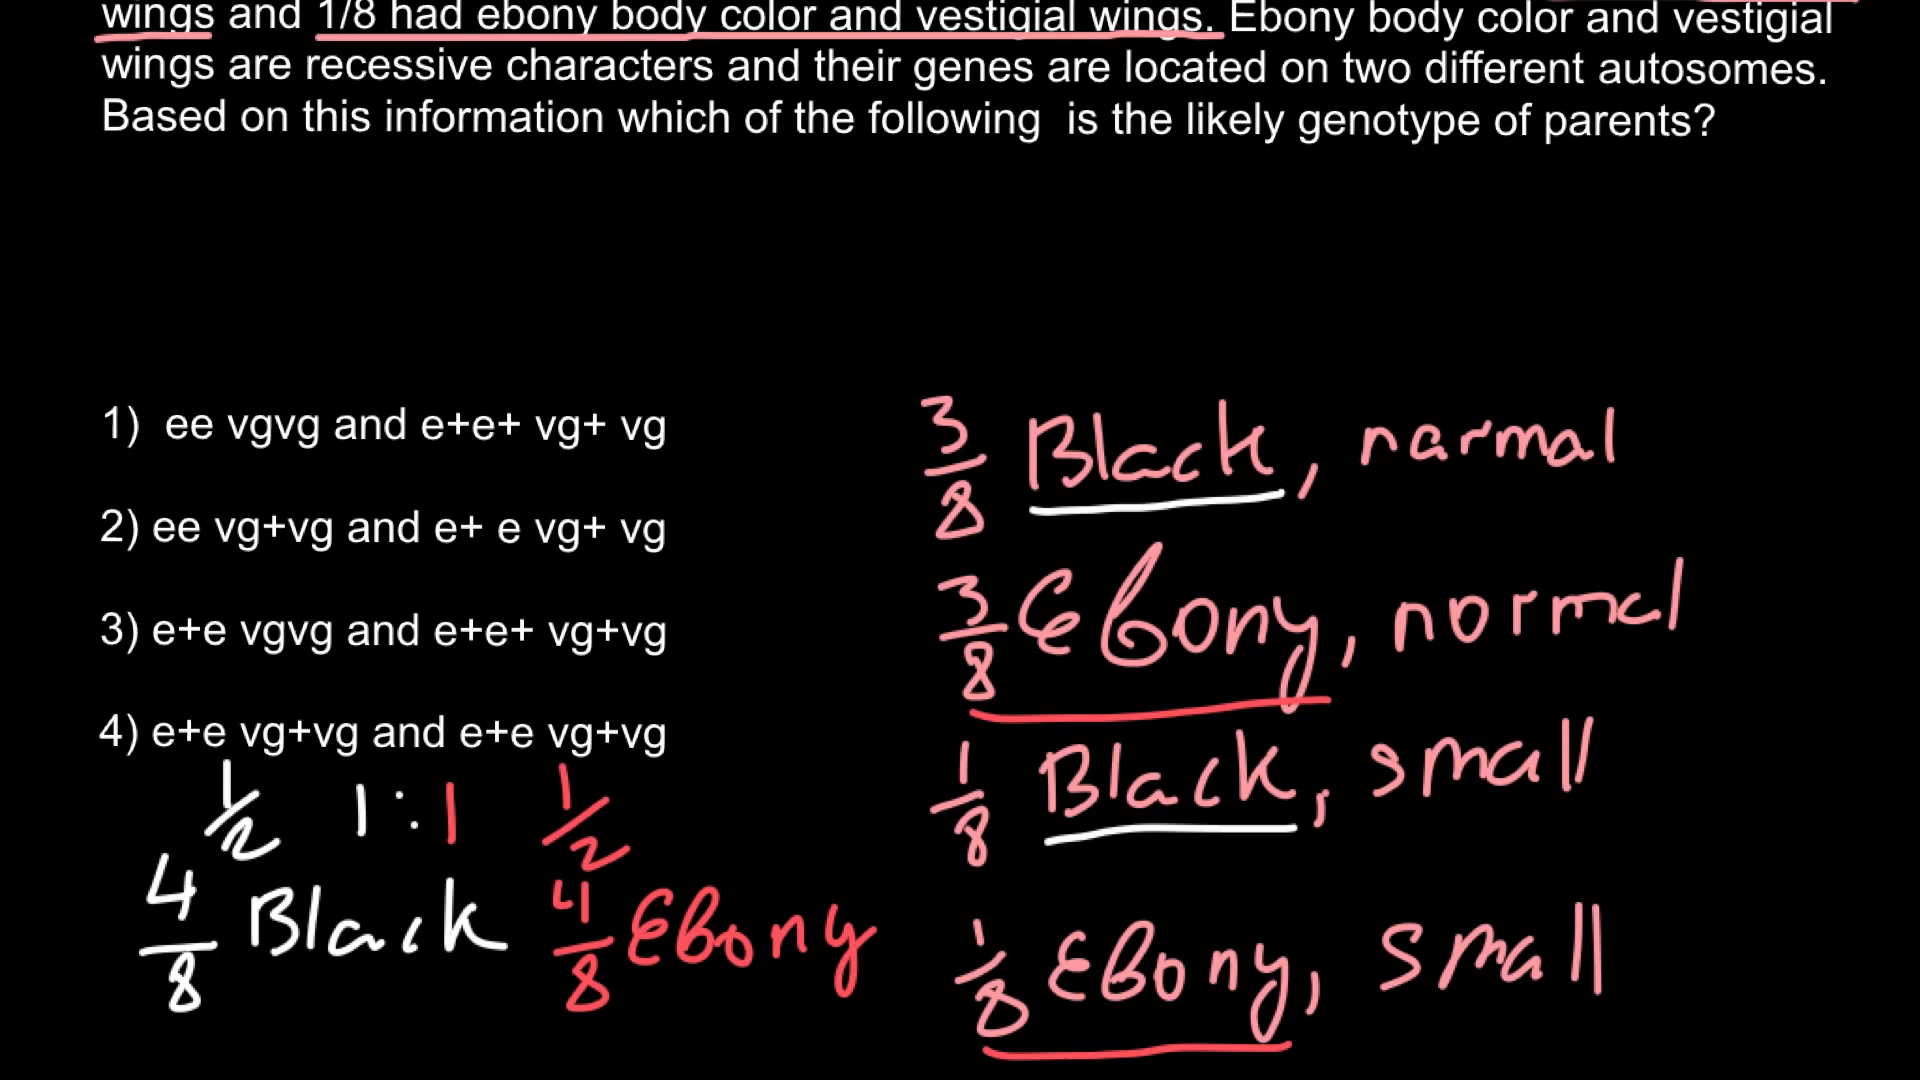 wings and 1/8 had ebony body color and vestigial wings. Ebony body color and vestigial
wings are recessive characters and their genes are located on two different autosomes.
Based on this information which of the following is the likely genotype of parents?
1) ee vgvg and e+e+ vg+ vg
2) ee vg+vg and e+ e vg+ vg
3) e+e vgvg and e+e+ vg+vg
4) e+e vg+vg and e+e vg+vg
1/2 1:1 1/2
4/8 Black 4/8 Ebony
3/8 Black, narmal
3/8 Ebony, normal
1/8 Black, small
1/8 Ebony, small